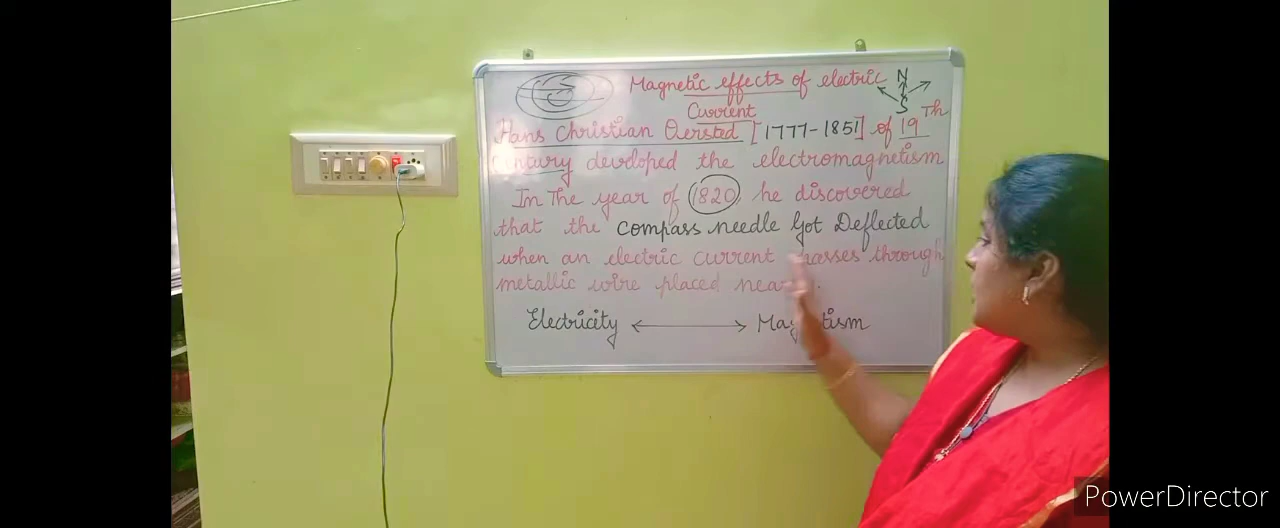 Magnetic effects of electric
Current
N
S
Hans Christian Oersted [1777-1851] of 19Th
Century devoloped the electromagnetism
In The year of 1820, he discovered
that the compass needle Got Deflected
when an electric current passes through
metallic wire placed near
Electricity ⟷ Magnetism
PowerDirector